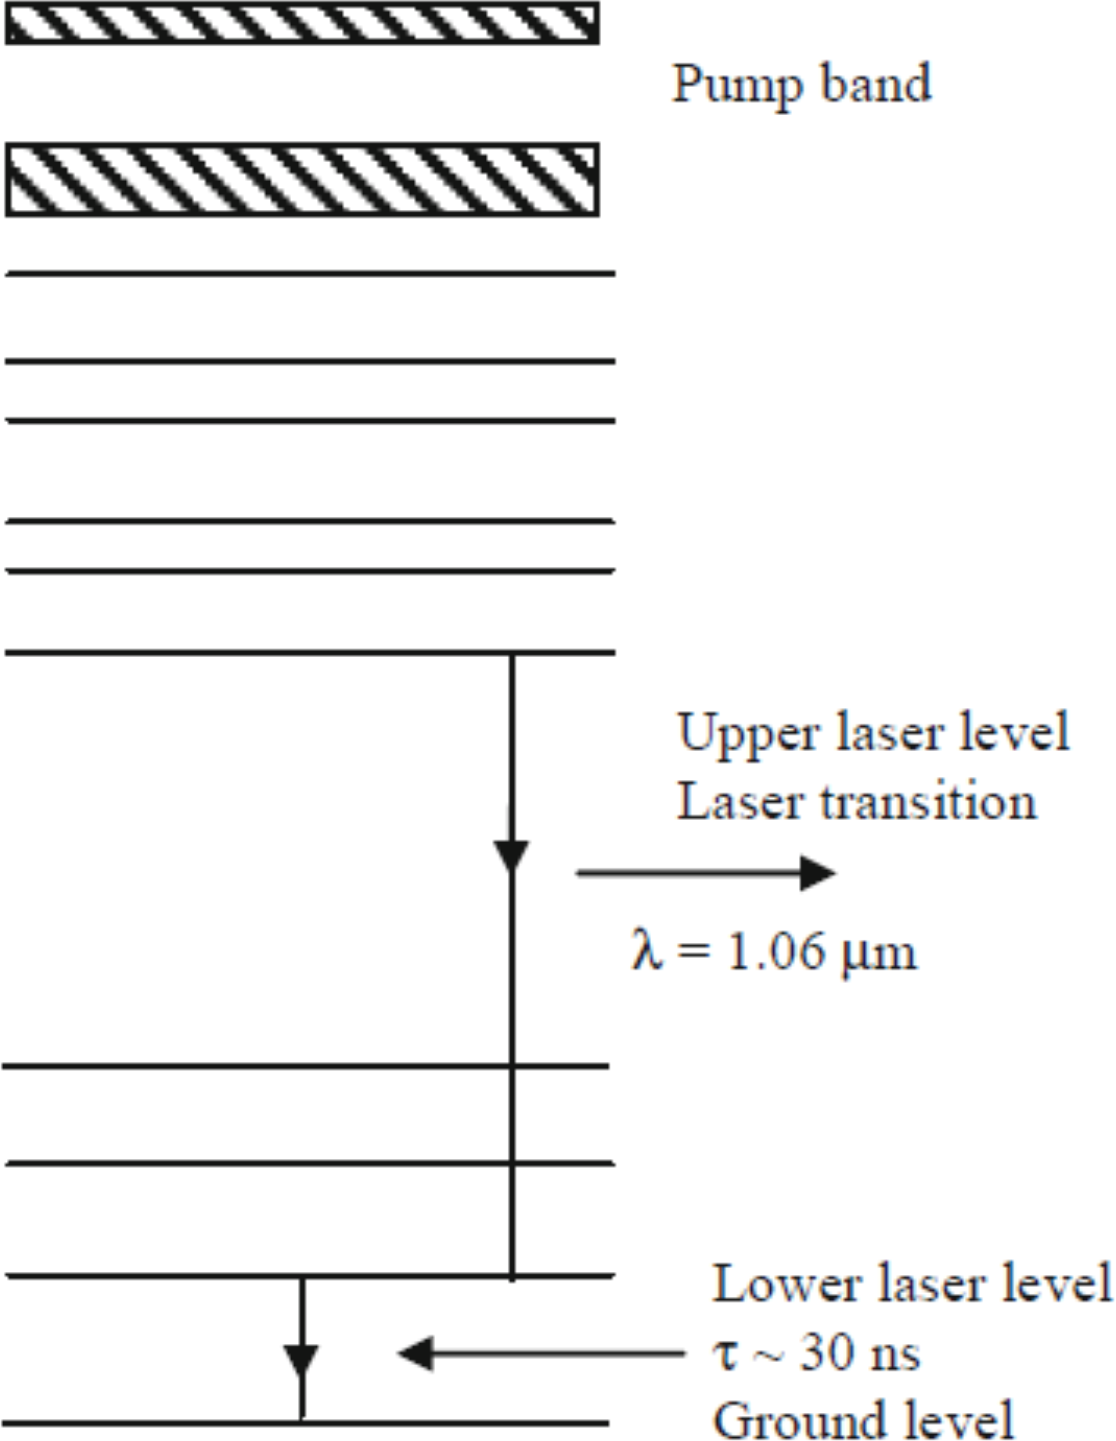 Pump band
Upper laser level
Laser transition
λ = 1.06 μm
Lower laser level
τ ~ 30 ns
Ground level